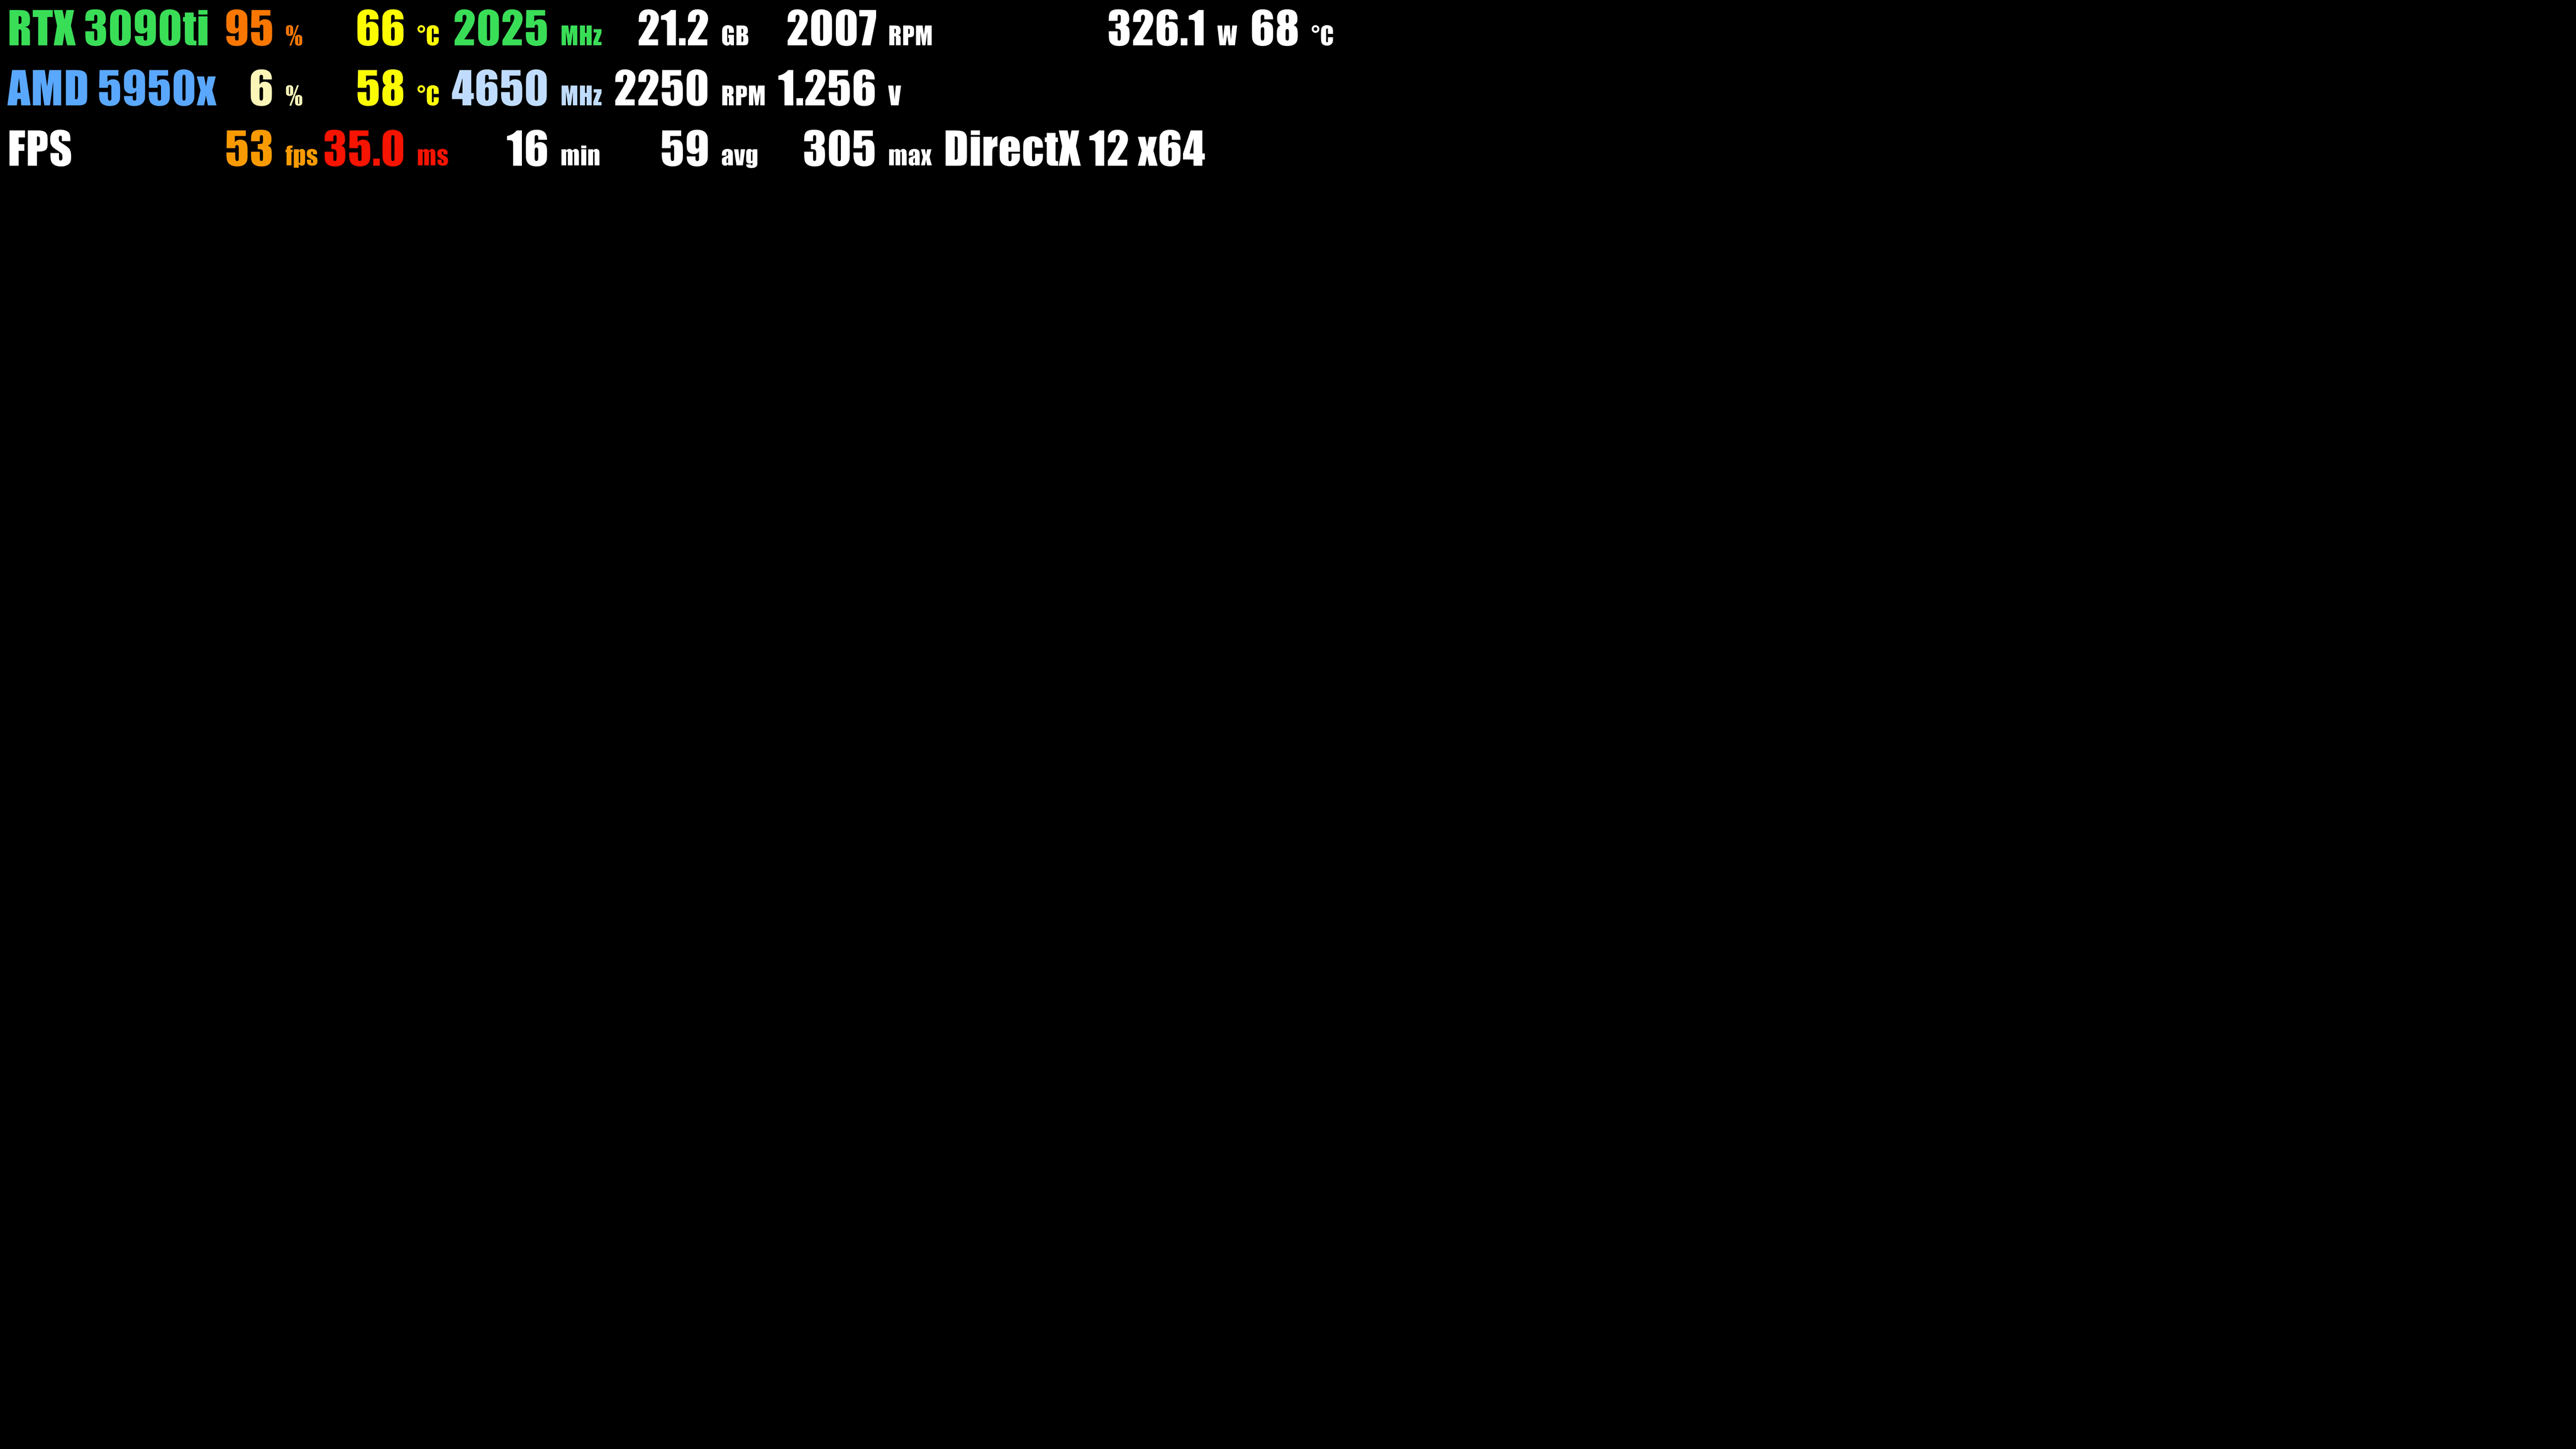 RTX 3090ti 95 % 66 °C 2025 MHz 21.2 GB 2007 RPM 326.1 W 68 °C
AMD 5950x 6 % 58 °C 4650 MHz 2250 RPM 1.256 V
FPS 53 fps 35.0 ms 16 min 59 avg 305 max DirectX 12 x64